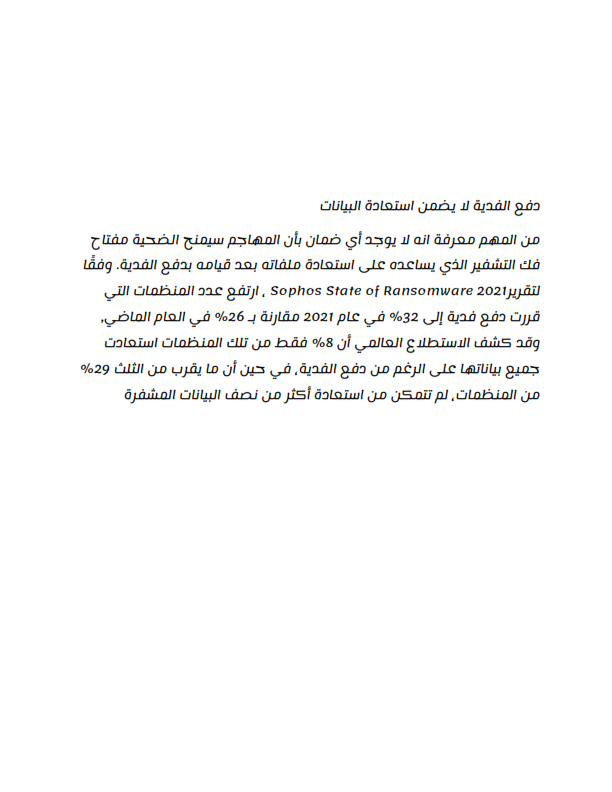 دفع الفدية لا يضمن استعادة البيانات
من المهم معرفة انه لا يوجد أي ضمان بأن المهاجم سيمنح الضحية مفتاح
فك التشفير الذي يساعده على استعادة ملفاته بعد قيامه بدفع الفدية. وفقًا
لتقرير2021 Sophos State of Ransomware ، ارتفع عدد المنظمات التي
قررت دفع فدية إلى 32% في عام 2021 مقارنة بـ 26% في العام الماضي,
وقد كشف الاستطلاع العالمي أن 8% فقط من تلك المنظمات استعادت
جميع بياناتها على الرغم من دفع الفدية، في حين أن ما يقرب من الثلث 29%
من المنظمات، لم تتمكن من استعادة أكثر من نصف البيانات المشفرة